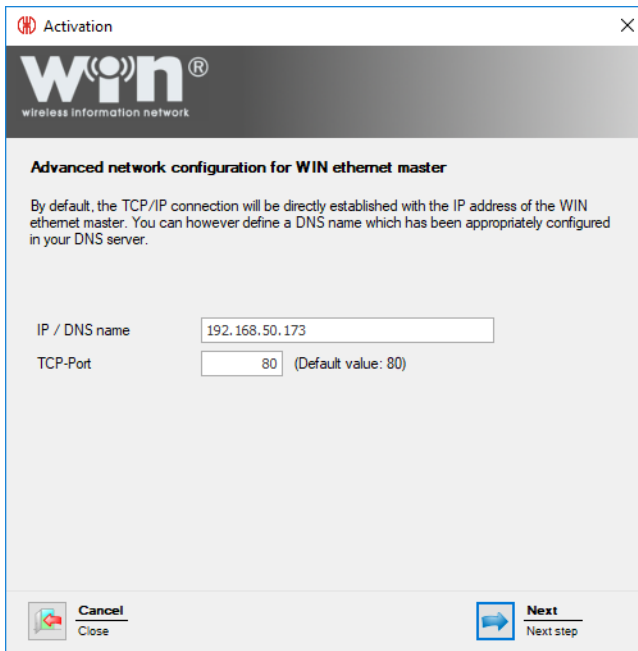 Activation
WIN®
wireless information network
Advanced network configuration for WIN ethernet master
By default, the TCP/IP connection will be directly established with the IP address of the WIN
ethernet master. You can however define a DNS name which has been appropriately configured
in your DNS server.
IP / DNS name 192.168.50.173
TCP-Port 80 (Default value: 80)
Cancel Next
Close Next step